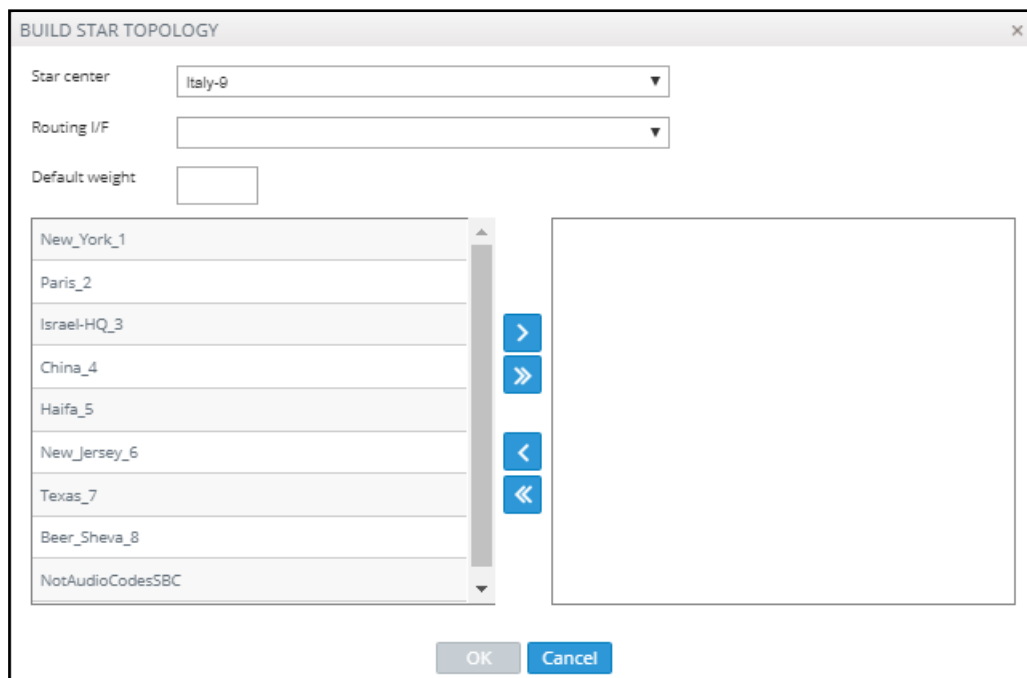 BUILD STAR TOPOLOGY
Star center
Italy-9
Routing I/F
Default weight
New_York_1
Paris_2
Israel-HQ_3
China_4
Haifa_5
New_Jersey_6
Texas_7
Beer_Sheva_8
NotAudioCodesSBC
OK Cancel